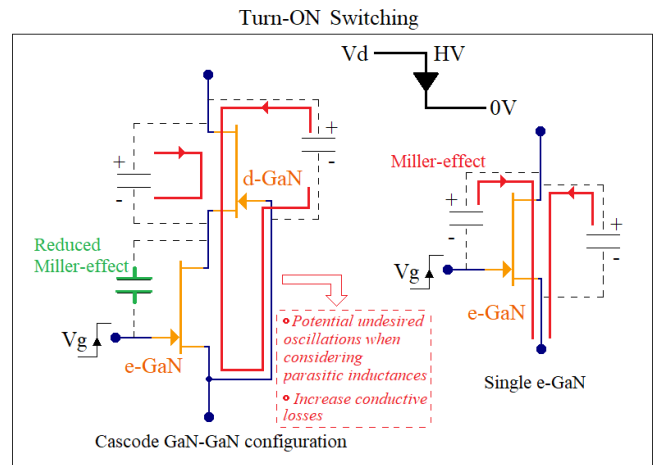 Turn-ON Switching
Vd
HV
0V
+
-
d-GaN
+
-
Reduced
Miller-effect
Vg
e-GaN
Potential undesired
oscillations when
considering
parasitic inductances
Increase conductive
losses
Cascode GaN-GaN configuration
Miller-effect
+
-
+
-
Vg
e-GaN
Single e-GaN